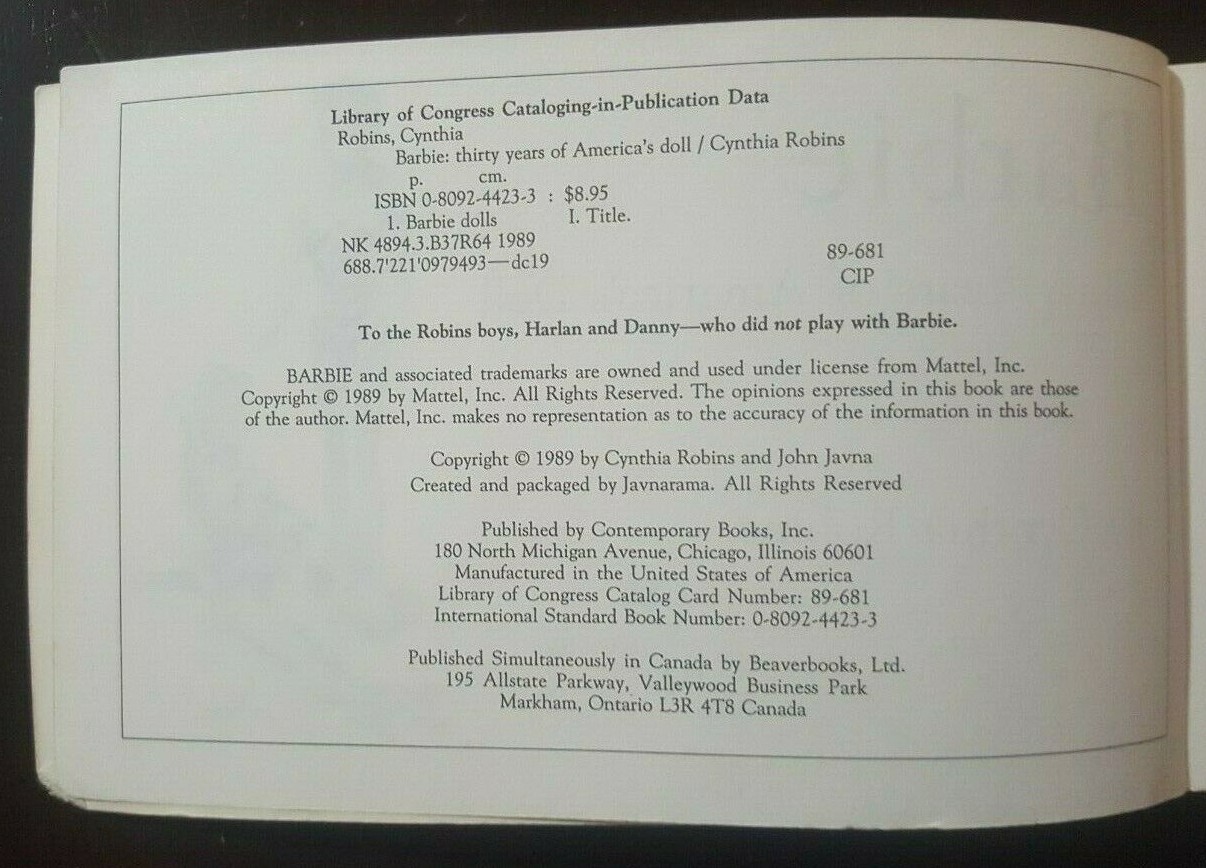 Library of Congress Cataloging-in-Publication Data
Robins, Cynthia
Barbie: thirty years of America's doll / Cynthia Robins
p. cm.
ISBN 0-8092-4423-3 : $8.95
1. Barbie dolls I. Title.
NK 4894.3.B37R64 1989
688.7'221'0979493—dc19
89-681
CIP
To the Robins boys, Harlan and Danny—who did not play with Barbie.
BARBIE and associated trademarks are owned and used under license from Mattel, Inc.
Copyright © 1989 by Mattel, Inc. All Rights Reserved. The opinions expressed in this book are those
of the author. Mattel, Inc. makes no representation as to the accuracy of the information in this book.
Copyright © 1989 by Cynthia Robins and John Javna
Created and packaged by Javnarama. All Rights Reserved
Published by Contemporary Books, Inc.
180 North Michigan Avenue, Chicago, Illinois 60601
Manufactured in the United States of America
Library of Congress Catalog Card Number: 89-681
International Standard Book Number: 0-8092-4423-3
Published Simultaneously in Canada by Beaverbooks, Ltd.
195 Allstate Parkway, Valleywood Business Park
Markham, Ontario L3R 4T8 Canada